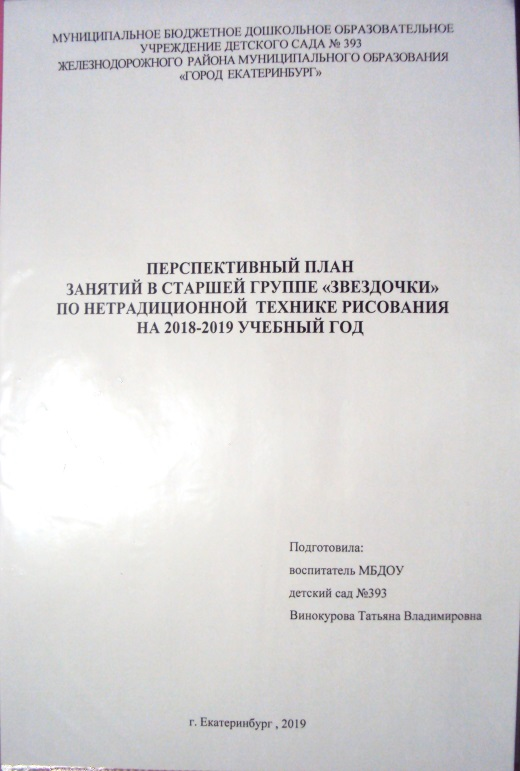 МУНИЦИПАЛЬНОЕ БЮДЖЕТНОЕ ДОШКОЛЬНОЕ ОБРАЗОВАТЕЛЬНОЕ
УЧРЕЖДЕНИЕ ДЕТСКОГО САДА № 393
ЖЕЛЕЗНОДОРОЖНОГО РАЙОНА МУНИЦИПАЛЬНОГО ОБРАЗОВАНИЯ
«ГОРОД ЕКАТЕРИНБУРГ»
ПЕРСПЕКТИВНЫЙ ПЛАН
ЗАНЯТИЙ В СТАРШЕЙ ГРУППЕ «ЗВЕЗДОЧКИ»
ПО НЕТРАДИЦИОННОЙ ТЕХНИКЕ РИСОВАНИЯ
НА 2018-2019 УЧЕБНЫЙ ГОД
Подготовила:
воспитатель МБДОУ
детский сад №393
Винокурова Татьяна Владимировна
г. Екатеринбург , 2019